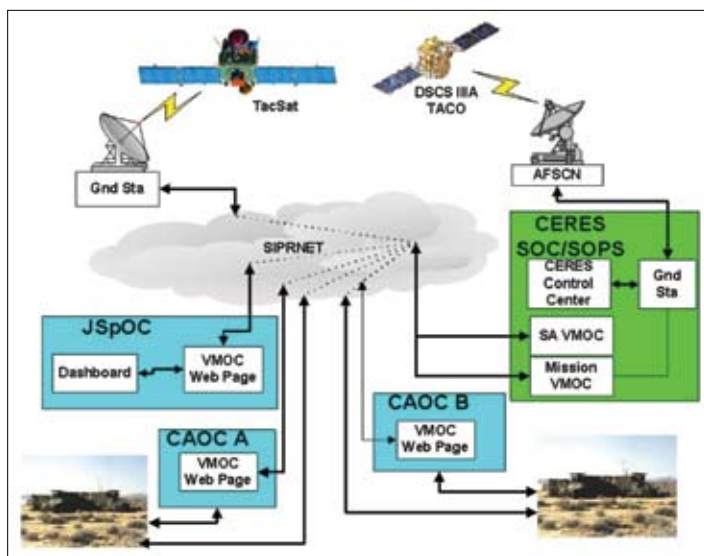 TacSat
DSCS IIIA
TACO
Gnd Sta
AFSCN
SIPRNET
CERES
SOC/SOPS
CERES
Control
Center
Gnd
Sta
SA VMOC
Mission
VMOC
JSpOC
Dashboard
VMOC
Web Page
CAOC A
VMOC
Web Page
CAOC B
VMOC
Web Page